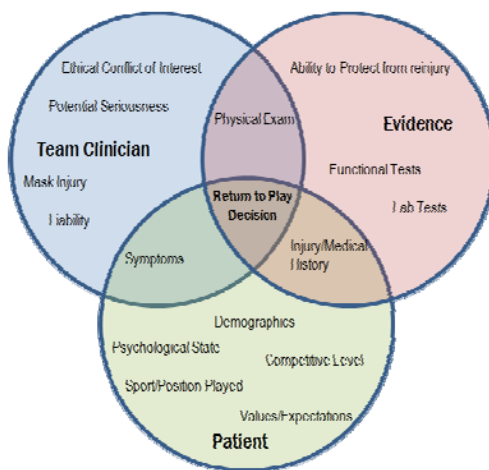 Ethical Conflict of Interest
Ability to Protect from reinjury
Potential Seriousness
Physical Exam
Evidence
Team Clinician
Functional Tests
Mask Injury
Return to Play
Decision
Lab Tests
Liability
Injury/Medical
History
Symptoms
Demographics
Psychological State
Competitive Level
Sport/Position Played
Values/Expectations
Patient